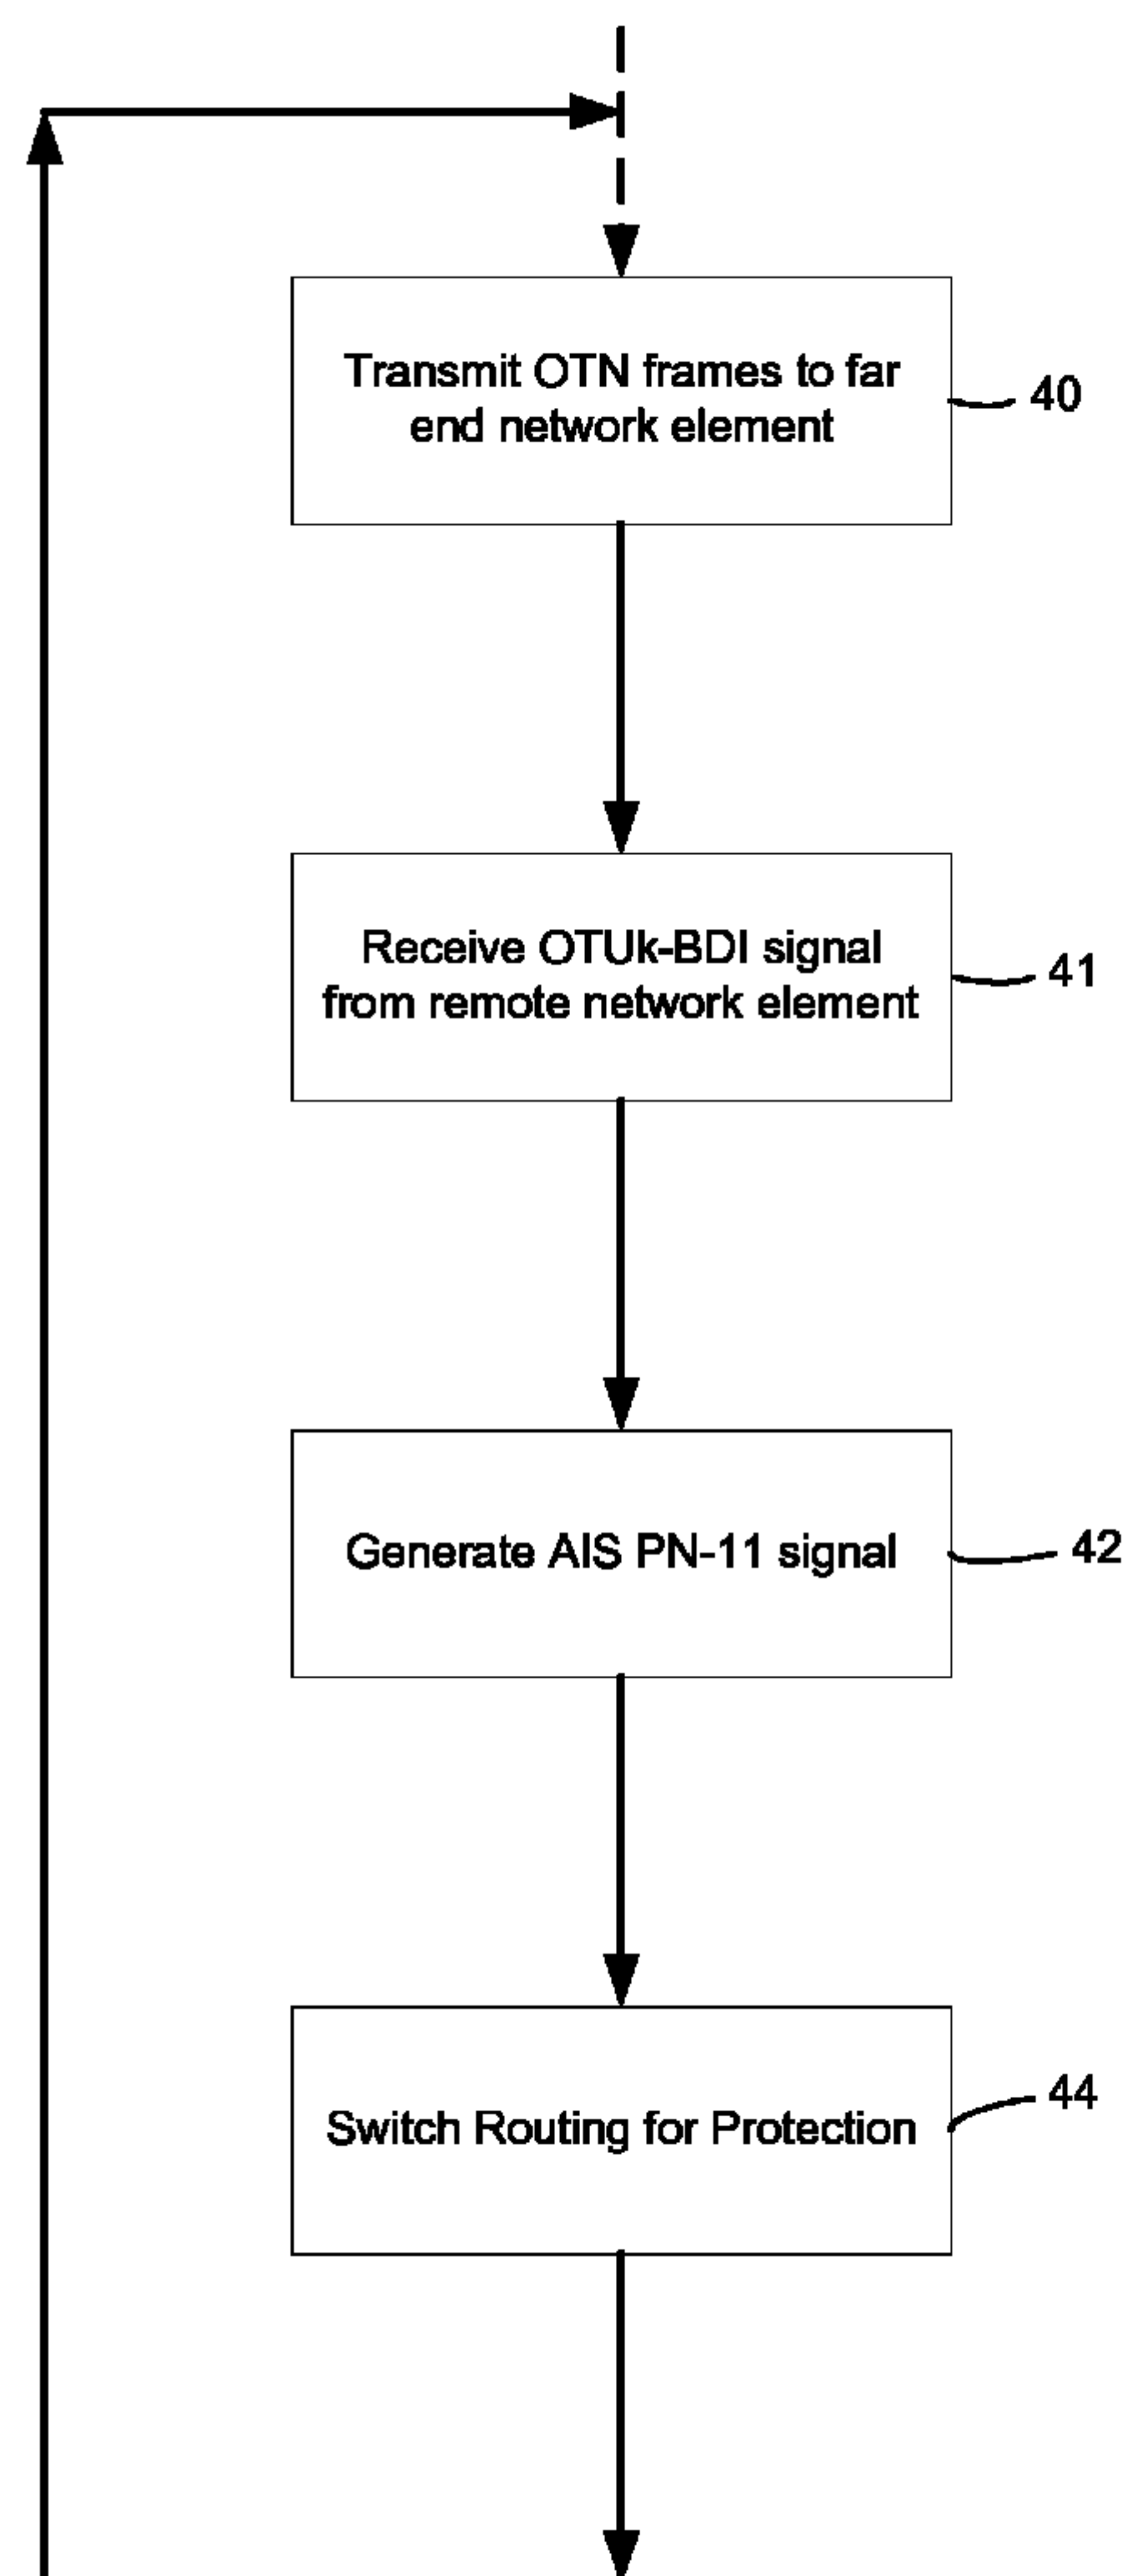 Transmit OTN frames to far
end network element
40
Receive OTUk-BDI signal
from remote network element
41
Generate AIS PN-11 signal
42
Switch Routing for Protection
44